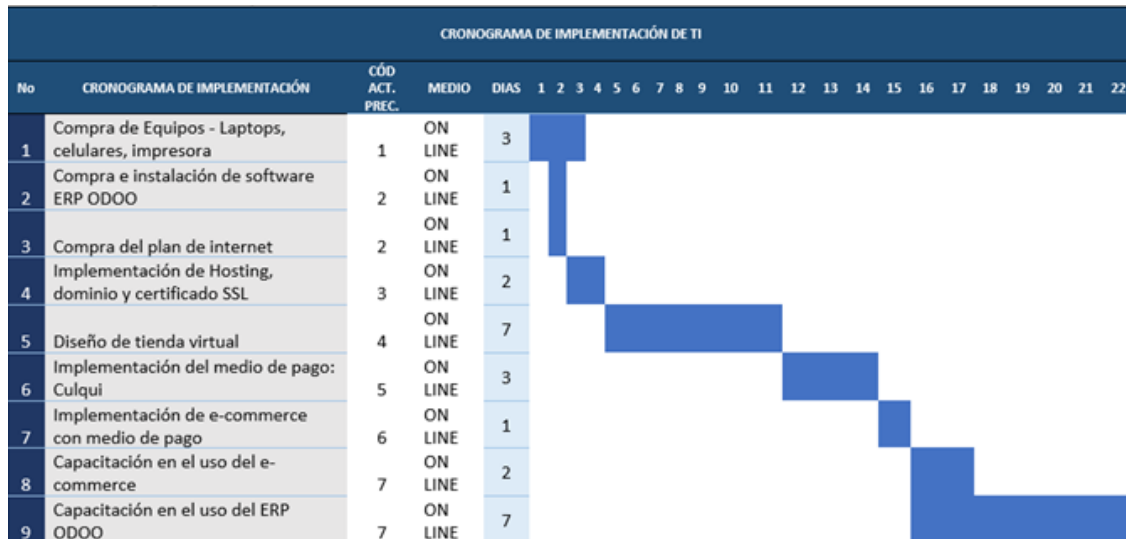 CRONOGRAMA DE IMPLEMENTACIÓN DE TI
No CRONOGRAMA DE IMPLEMENTACIÓN CÓD ACT. PREC. MEDIO DIAS 1 2 3 4 5 6 7 8 9 10 11 12 13 14 15 16 17 18 19 20 21 22
1 Compra de Equipos - Laptops, celulares, impresora 1 ON LINE 3
2 Compra e instalación de software ERP ODOO 2 ON LINE 1
3 Compra del plan de internet 2 ON LINE 1
4 Implementación de Hosting, dominio y certificado SSL 3 ON LINE 2
5 Diseño de tienda virtual 4 ON LINE 7
6 Implementación del medio de pago: Culqui 5 ON LINE 3
7 Implementación de e-commerce con medio de pago 6 ON LINE 1
8 Capacitación en el uso del e-commerce 7 ON LINE 2
9 Capacitación en el uso del ERP ODOO 7 ON LINE 7